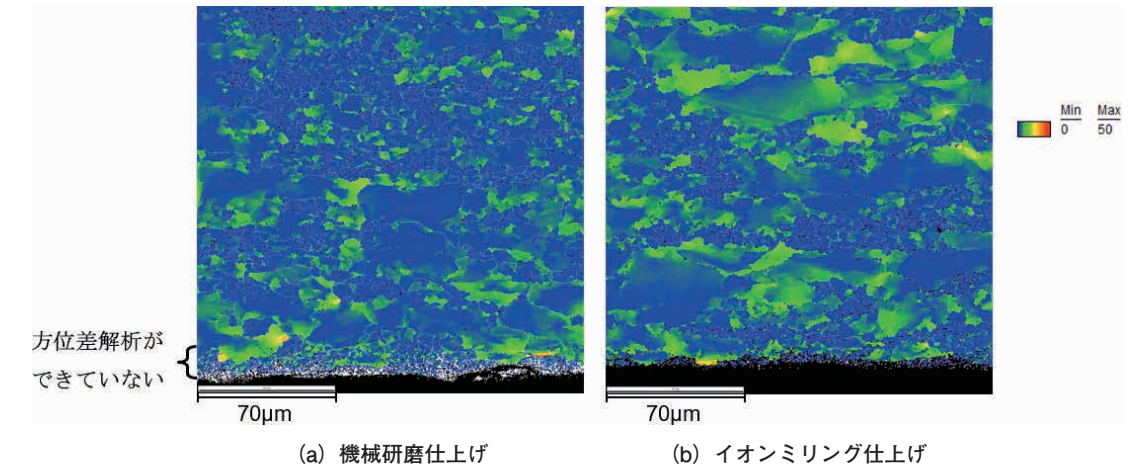 Min Max
0 50
方位差解析が
できていない
70μm 70μm
(a) 機械研磨仕上げ (b) イオンミリング仕上げ